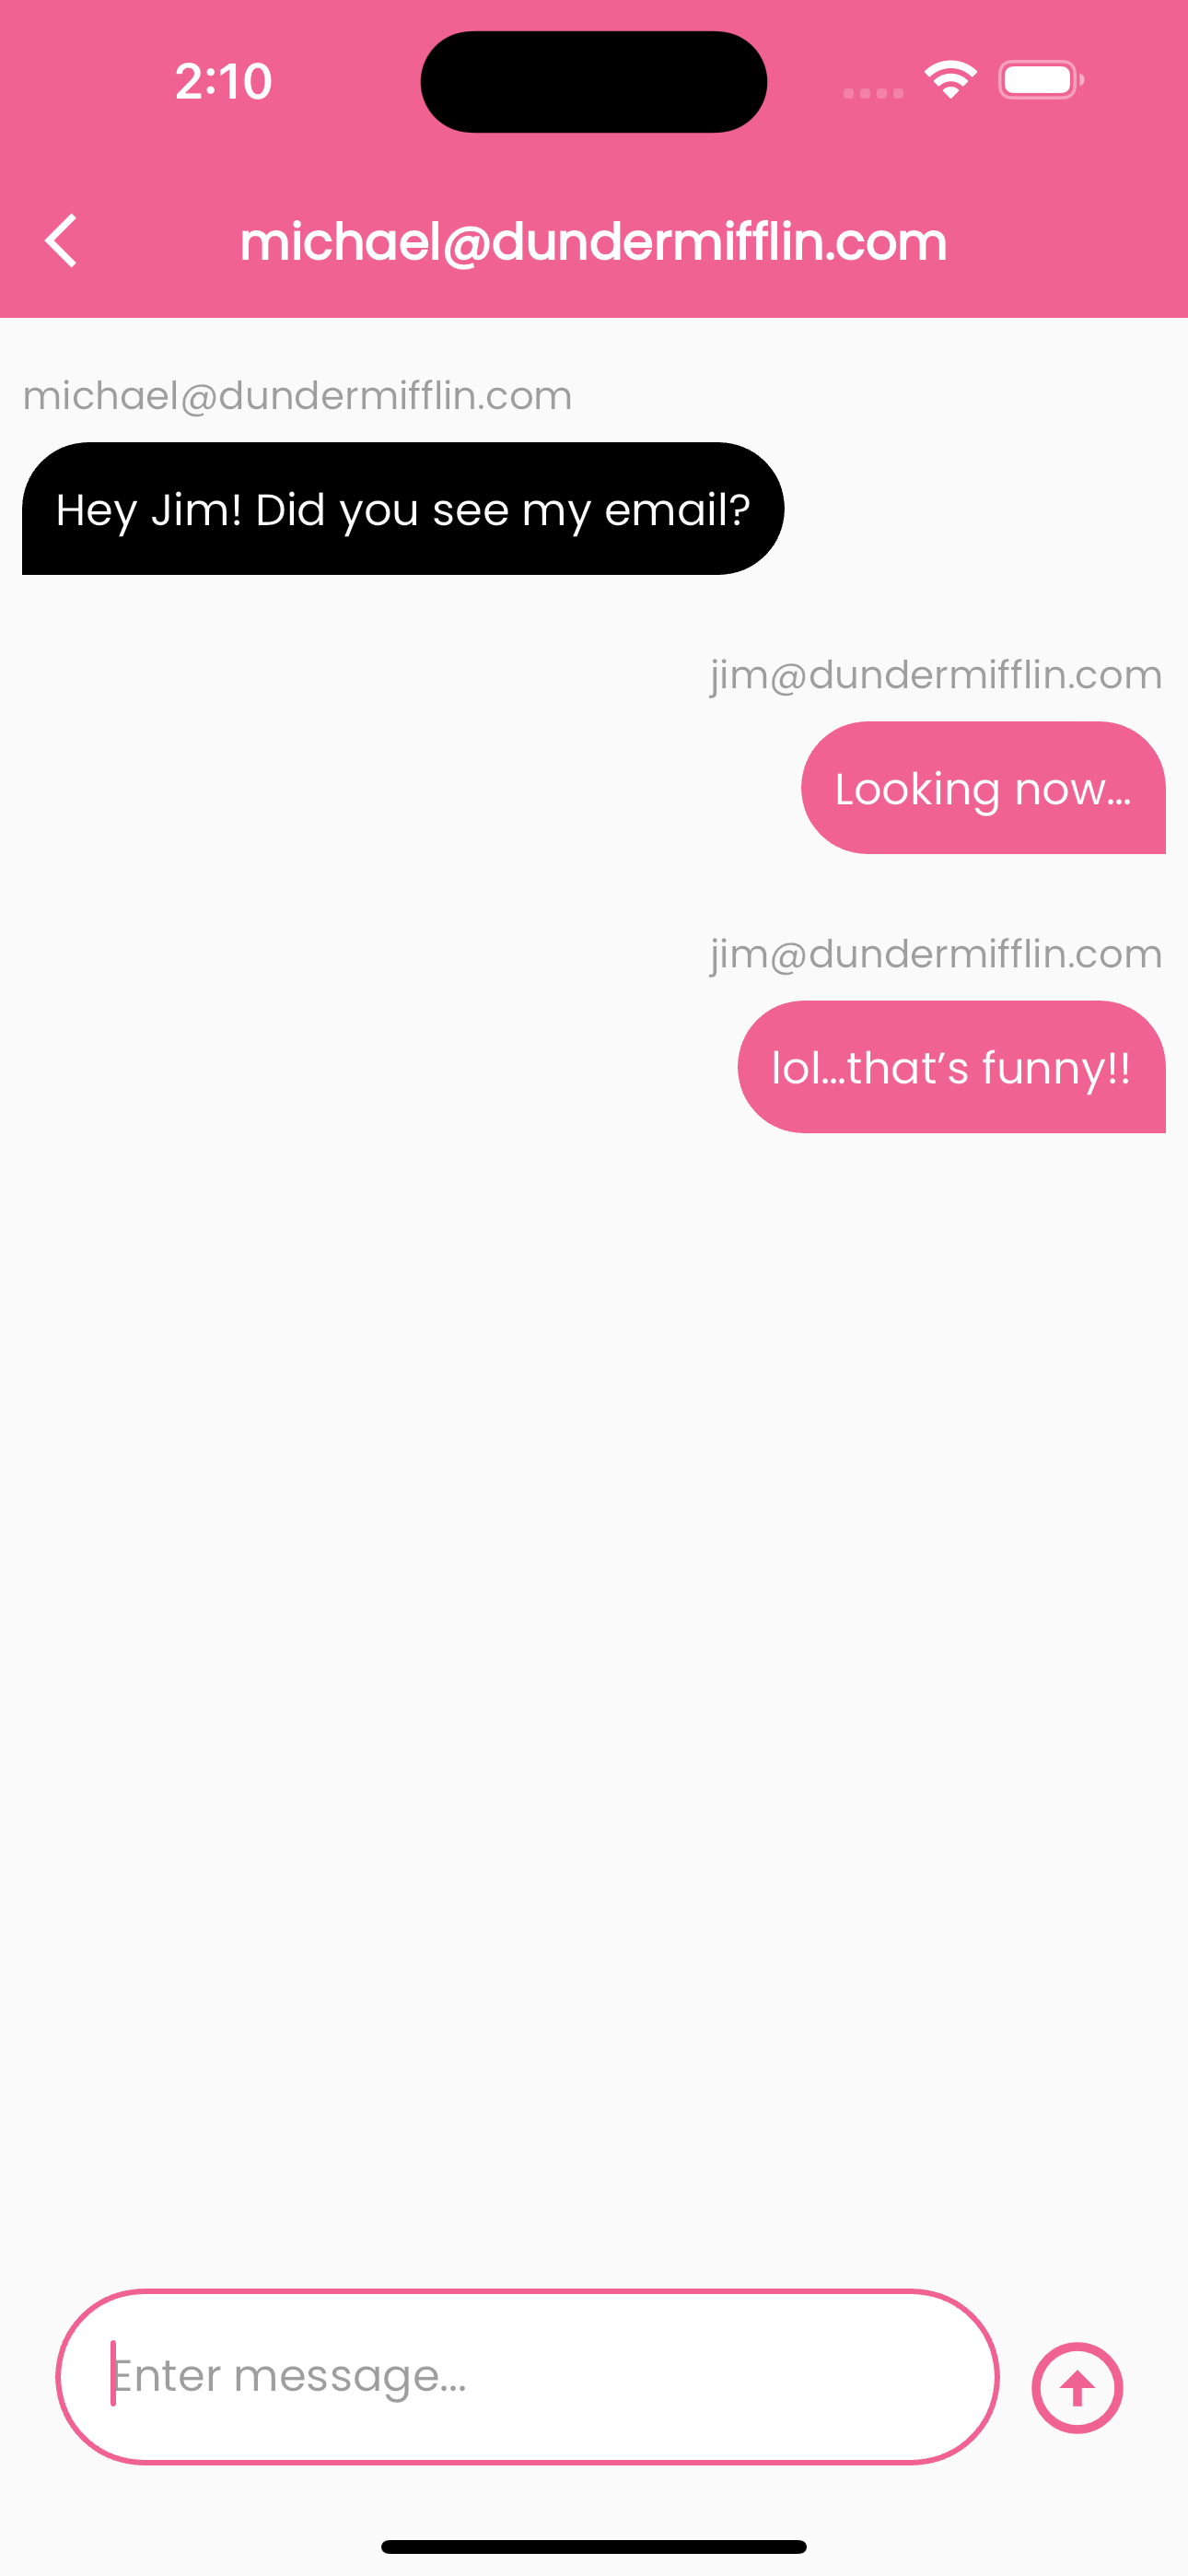 2:10
michael@dundermifflin.com
michael@dundermifflin.com
Hey Jim! Did you see my email?
jim@dundermifflin.com
Looking now...
jim@dundermifflin.com
lol...that’s funny!!
Enter message...